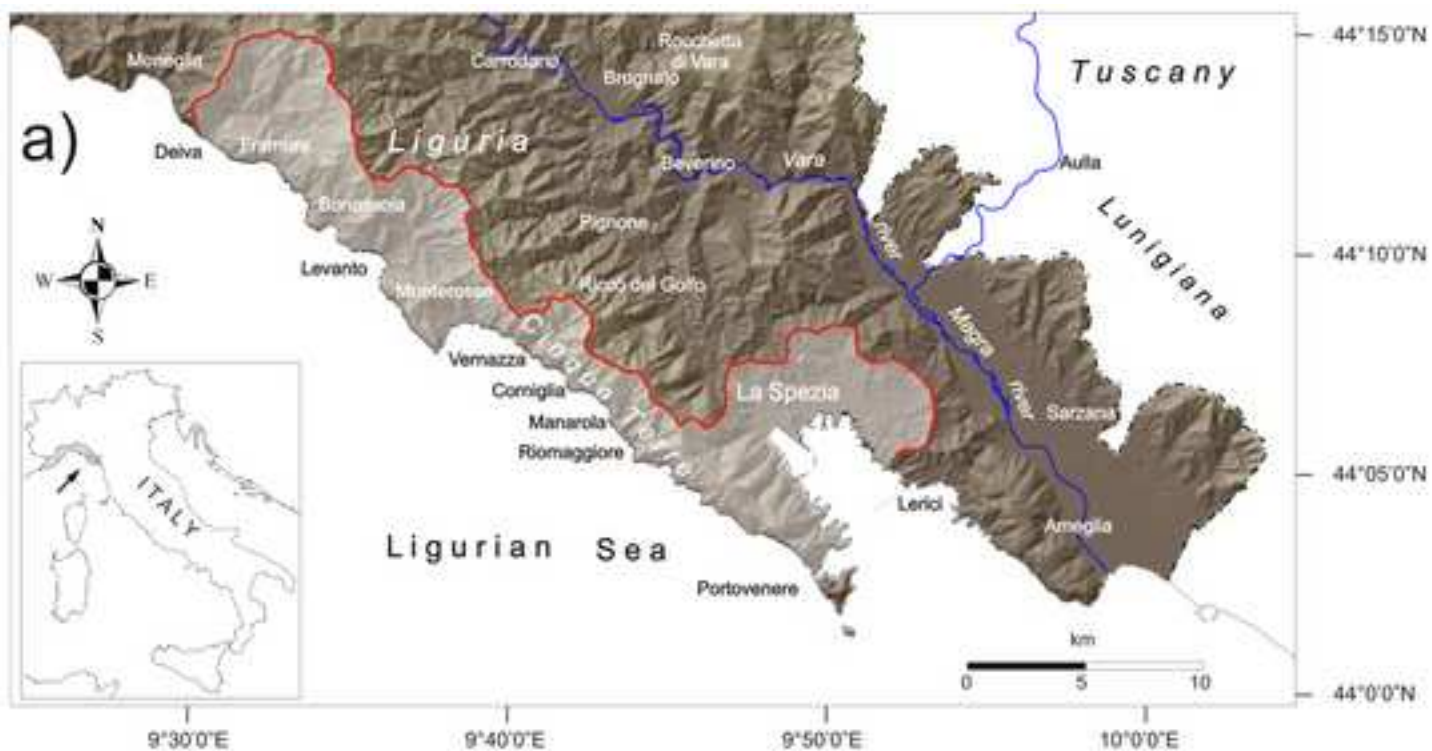 44°15'0"N
Rocchetta
di Vara
Moneglia
Carrodano
Brugnato
Tuscany
a)
Liguria
Deiva
Framura
Beverino
Vara
river
Aulla
Bonassola
Pignone
Lunigiana
N
W
E
S
Levanto
44°10'0"N
Monterosso
Riccò del Golfo
Magra
river
Cinque Terre
Vernazza
Corniglia
La Spezia
Manarola
Sarzana
Riomaggiore
44°05'0"N
Lerici
Ameglia
ITALY
Ligurian Sea
Portovenere
km
0 5 10
44°0'0"N
9°30'0"E 9°40'0"E 9°50'0"E 10°0'0"E